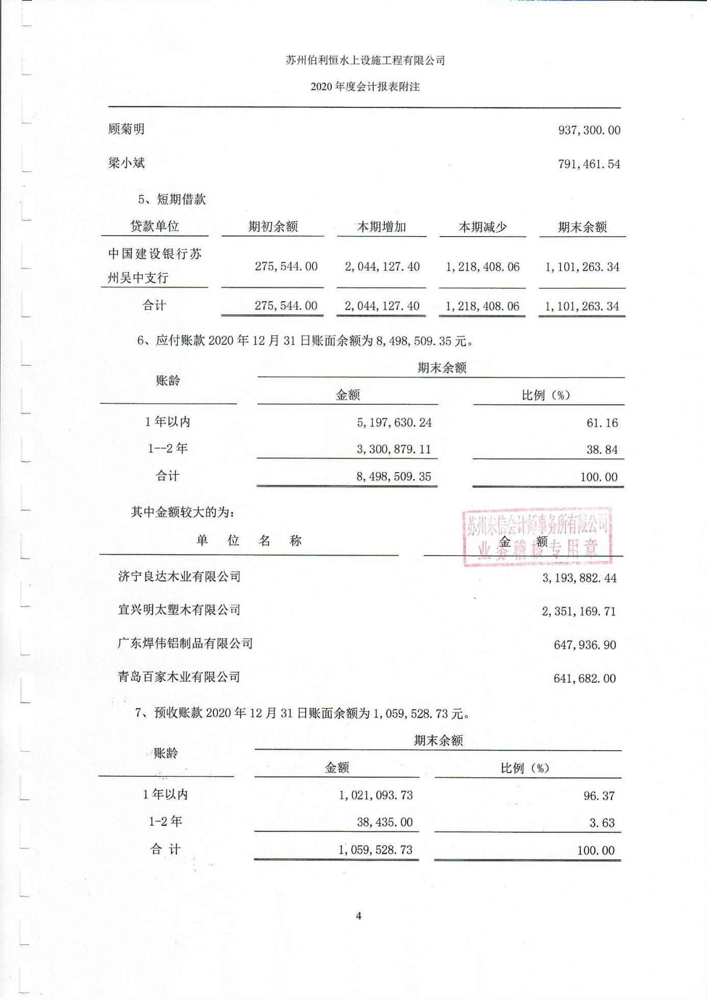 苏州伯利恒水上设施工程有限公司
2020 年度会计报表附注
顾菊明 937,300.00
梁小斌 791,461.54
5、短期借款
贷款单位 期初余额 本期增加 本期减少 期末余额
中国建设银行苏
州吴中支行 275,544.00 2,044,127.40 1,218,408.06 1,101,263.34
合计 275,544.00 2,044,127.40 1,218,408.06 1,101,263.34
6、应付账款 2020 年 12 月 31 日账面余额为 8,498,509.35 元。
账龄 期末余额
金额 比例（%）
1 年以内 5,197,630.24 61.16
1--2 年 3,300,879.11 38.84
合计 8,498,509.35 100.00
其中金额较大的为：
苏州东信会计师事务所有限公司
单 位 名 称 金 额
业务稽核专用章
济宁良达木业有限公司 3,193,882.44
宜兴明太塑木有限公司 2,351,169.71
广东焊伟铝制品有限公司 647,936.90
青岛百家木业有限公司 641,682.00
7、预收账款 2020 年 12 月 31 日账面余额为 1,059,528.73 元。
账龄 期末余额
金额 比例（%）
1 年以内 1,021,093.73 96.37
1-2 年 38,435.00 3.63
合 计 1,059,528.73 100.00
4